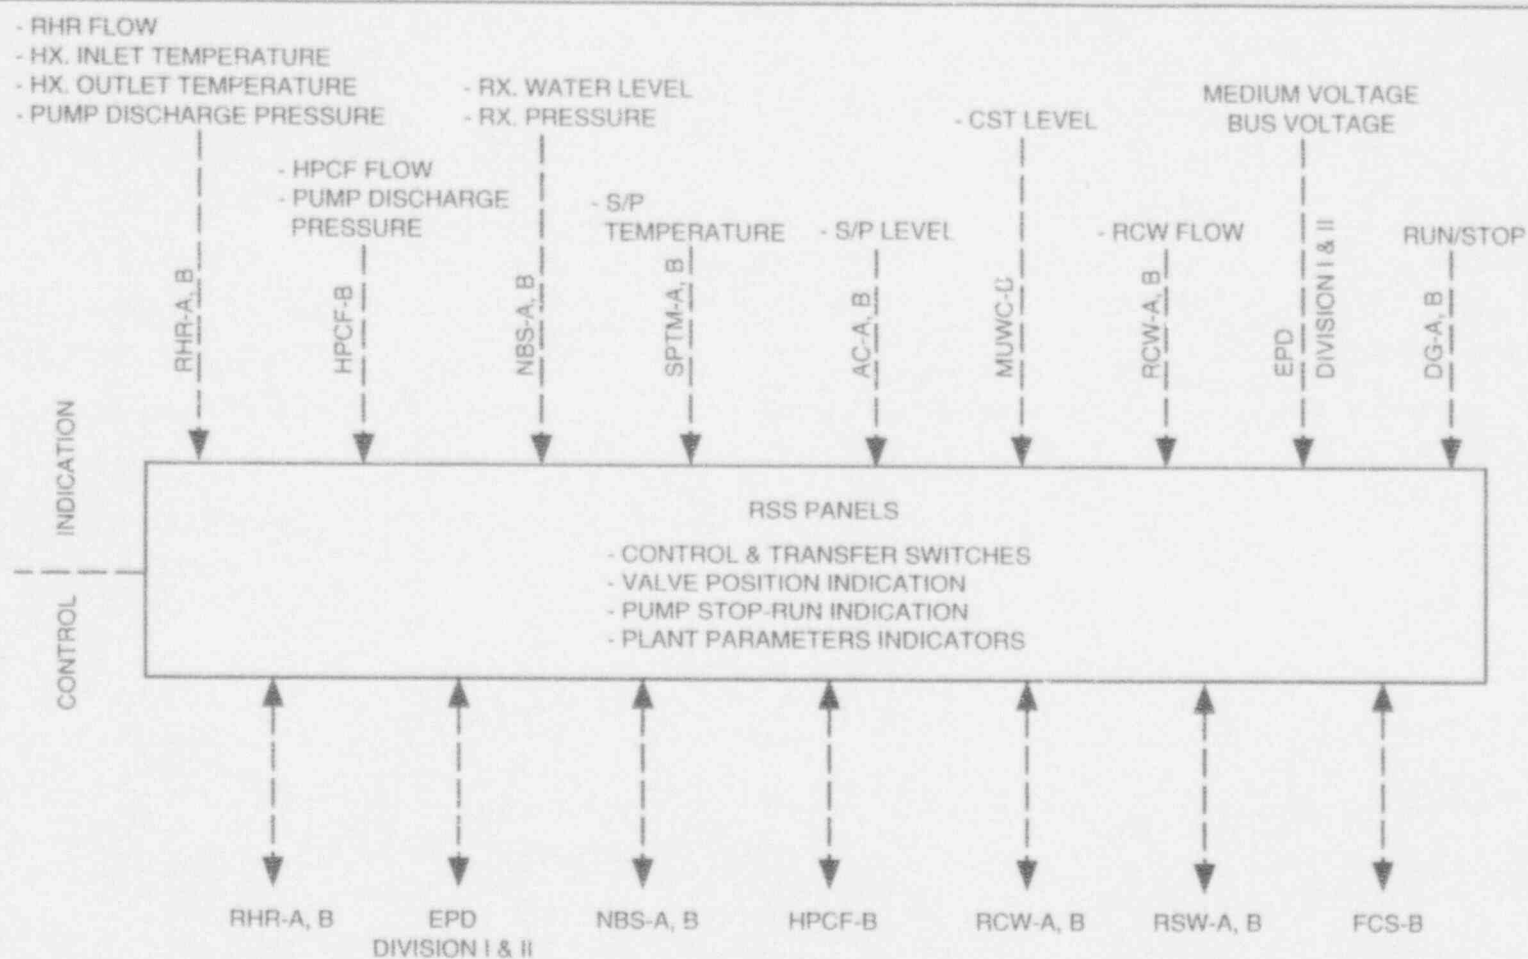 - RHR FLOW
- HX. INLET TEMPERATURE
- HX. OUTLET TEMPERATURE
- PUMP DISCHARGE PRESSURE
- HPCF FLOW
- PUMP DISCHARGE
PRESSURE
- RX. WATER LEVEL
- RX. PRESSURE
- S/P
TEMPERATURE
- S/P LEVEL
- CST LEVEL
- RCW FLOW
MEDIUM VOLTAGE
BUS VOLTAGE
RUN/STOP
RHR-A, B
HPCF-B
NBS-A, B
SPTM-A, B
AC-A, B
RCW-A, B
EPD
DIVISION I & II
DG-A, B
INDICATION
CONTROL
RSS PANELS
- CONTROL & TRANSFER SWITCHES
- VALVE POSITION INDICATION
- PUMP STOP-RUN INDICATION
- PLANT PARAMETERS INDICATORS
RHR-A, B
EPD
DIVISION I & II
NBS-A, B
HPCF-B
RCW-A, B
RSW-A, B
FCS-B